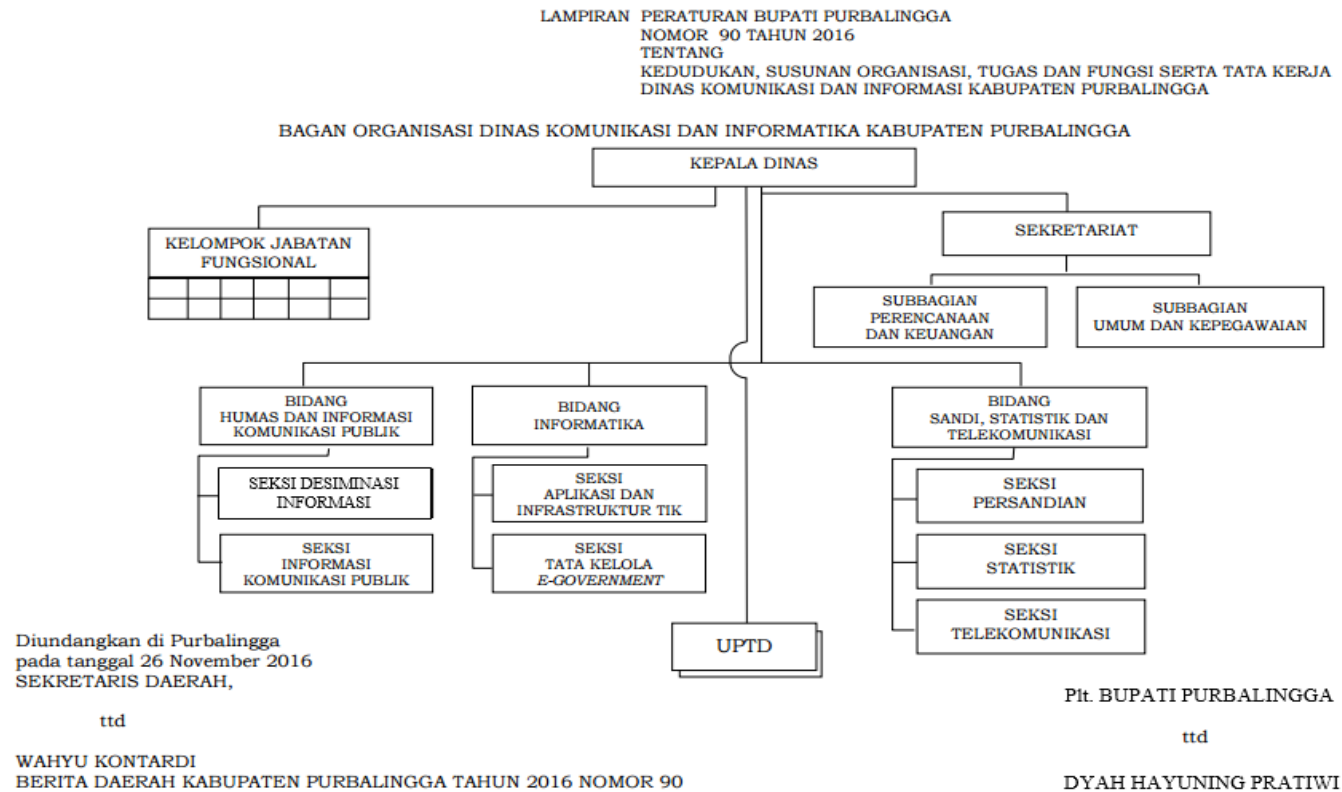 LAMPIRAN PERATURAN BUPATI PURBALINGGA
NOMOR 90 TAHUN 2016
TENTANG
KEDUDUKAN, SUSUNAN ORGANISASI, TUGAS DAN FUNGSI SERTA TATA KERJA
DINAS KOMUNIKASI DAN INFORMASI KABUPATEN PURBALINGGA
BAGAN ORGANISASI DINAS KOMUNIKASI DAN INFORMATIKA KABUPATEN PURBALINGGA
KEPALA DINAS
KELOMPOK JABATAN
FUNGSIONAL
SEKRETARIAT
SUBBAGIAN
PERENCANAAN
DAN KEUANGAN
SUBBAGIAN
UMUM DAN KEPEGAWAIAN
BIDANG
HUMAS DAN INFORMASI
KOMUNIKASI PUBLIK
SEKSI DESIMINASI
INFORMASI
SEKSI
INFORMASI
KOMUNIKASI PUBLIK
BIDANG
INFORMATIKA
SEKSI
APLIKASI DAN
INFRASTRUKTUR TIK
SEKSI
TATA KELOLA
E-GOVERNMENT
BIDANG
SANDI, STATISTIK DAN
TELEKOMUNIKASI
SEKSI
PERSANDIAN
SEKSI
STATISTIK
SEKSI
TELEKOMUNIKASI
UPTD
Diundangkan di Purbalingga
pada tanggal 26 November 2016
SEKRETARIS DAERAH,
ttd
WAHYU KONTARDI
BERITA DAERAH KABUPATEN PURBALINGGA TAHUN 2016 NOMOR 90
Plt. BUPATI PURBALINGGA
ttd
DYAH HAYUNING PRATIWI